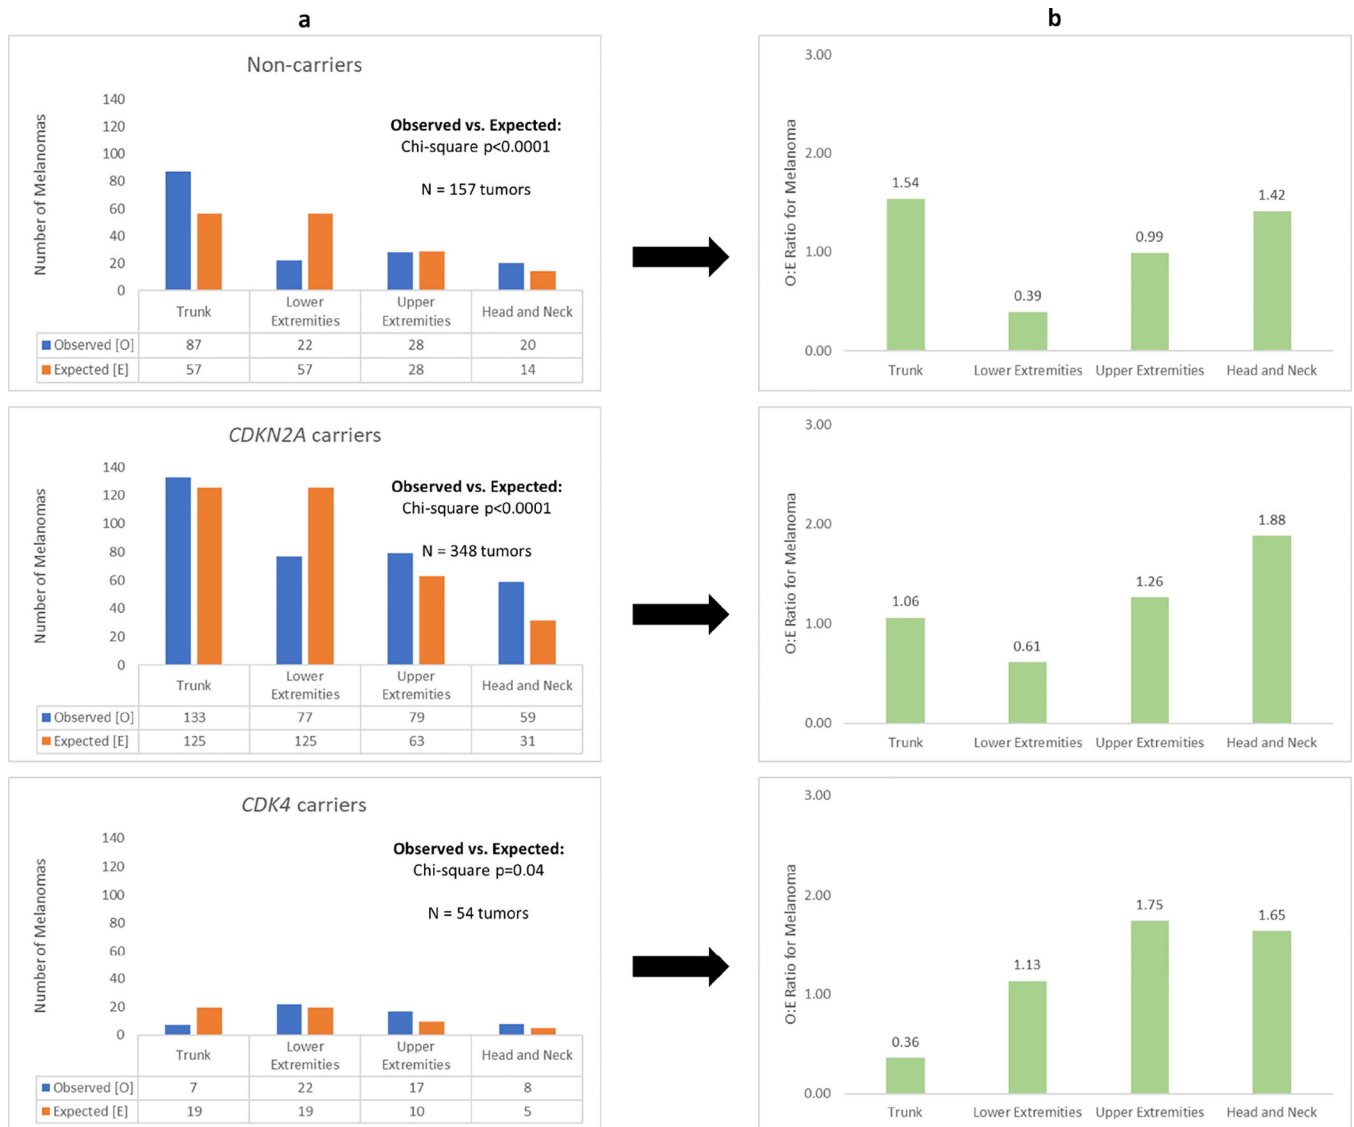 a
Non-carriers
Number of Melanomas
140
120
100
80
60
40
20
0
Observed vs. Expected:
Chi-square p<0.0001
N = 157 tumors
Trunk
Lower Extremities
Upper Extremities
Head and Neck
Observed [O] 87 22 28 20
Expected [E] 57 57 28 14
b
O:E Ratio for Melanoma
3.00
2.00
1.00
0.00
1.54
0.39
0.99
1.42
Trunk
Lower Extremities
Upper Extremities
Head and Neck
CDKN2A carriers
Number of Melanomas
140
120
100
80
60
40
20
0
Observed vs. Expected:
Chi-square p<0.0001
N = 348 tumors
Trunk
Lower Extremities
Upper Extremities
Head and Neck
Observed [O] 133 77 79 59
Expected [E] 125 125 63 31
O:E Ratio for Melanoma
3.00
2.00
1.00
0.00
1.06
0.61
1.26
1.88
Trunk
Lower Extremities
Upper Extremities
Head and Neck
CDK4 carriers
Number of Melanomas
140
120
100
80
60
40
20
0
Observed vs. Expected:
Chi-square p=0.04
N = 54 tumors
Trunk
Lower Extremities
Upper Extremities
Head and Neck
Observed [O] 7 22 17 8
Expected [E] 19 19 10 5
O:E Ratio for Melanoma
3.00
2.00
1.00
0.00
0.36
1.13
1.75
1.65
Trunk
Lower Extremities
Upper Extremities
Head and Neck